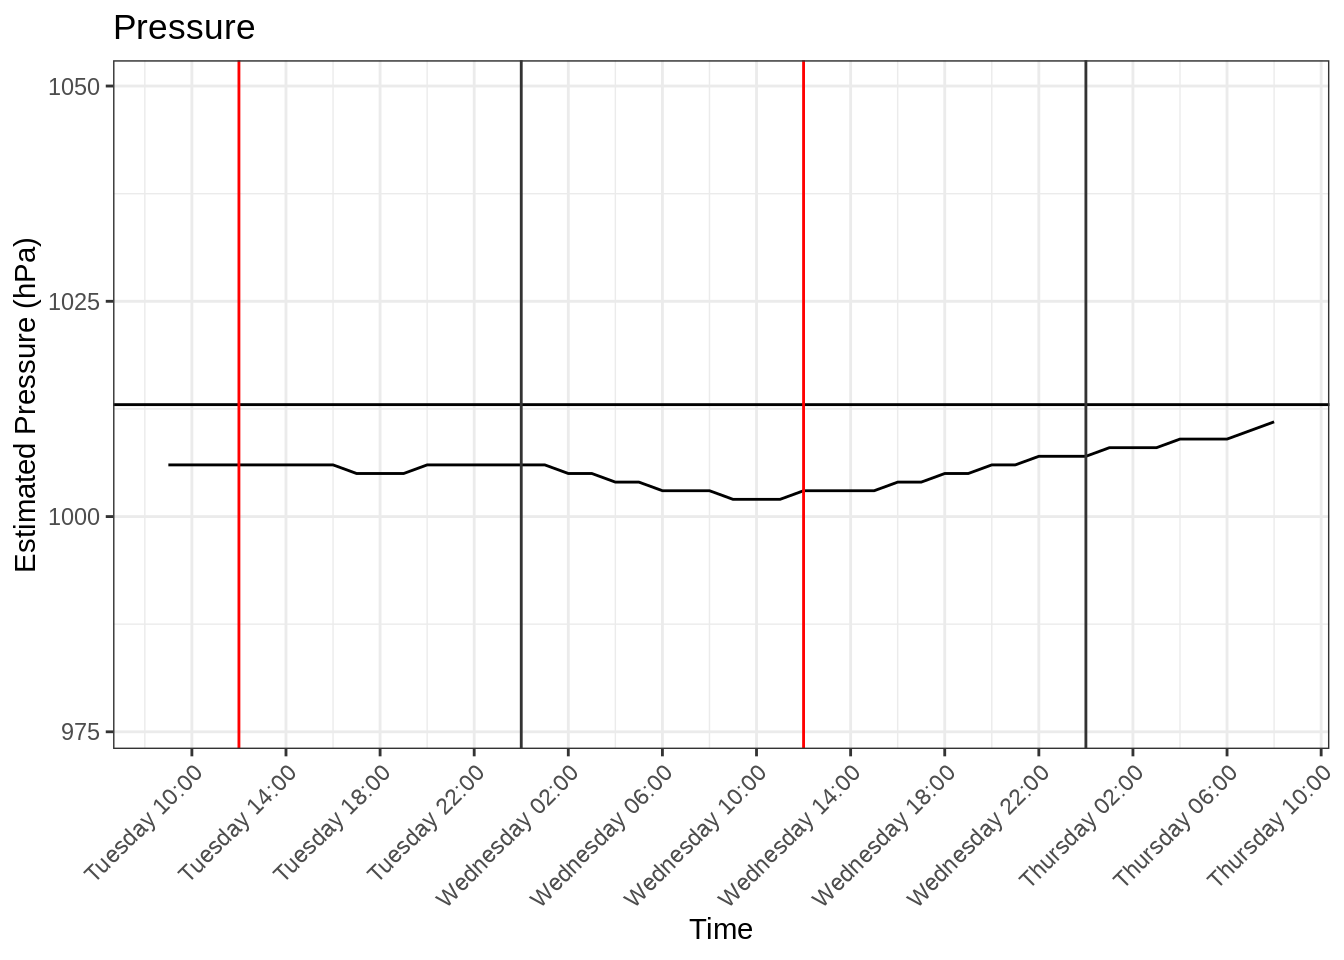 Pressure
Estimated Pressure (hPa)
1050
1025
1000
975
Tuesday 10:00
Tuesday 14:00
Tuesday 18:00
Tuesday 22:00
Wednesday 02:00
Wednesday 06:00
Wednesday 10:00
Wednesday 14:00
Wednesday 18:00
Wednesday 22:00
Thursday 02:00
Thursday 06:00
Thursday 10:00
Time